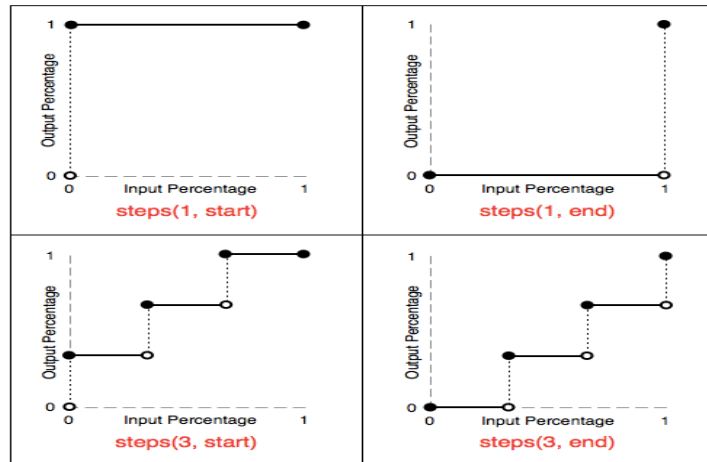 1
Output Percentage
0
0 Input Percentage 1
steps(1, start)
1
Output Percentage
0
0 Input Percentage 1
steps(1, end)
1
Output Percentage
0
0 Input Percentage 1
steps(3, start)
1
Output Percentage
0
0 Input Percentage 1
steps(3, end)